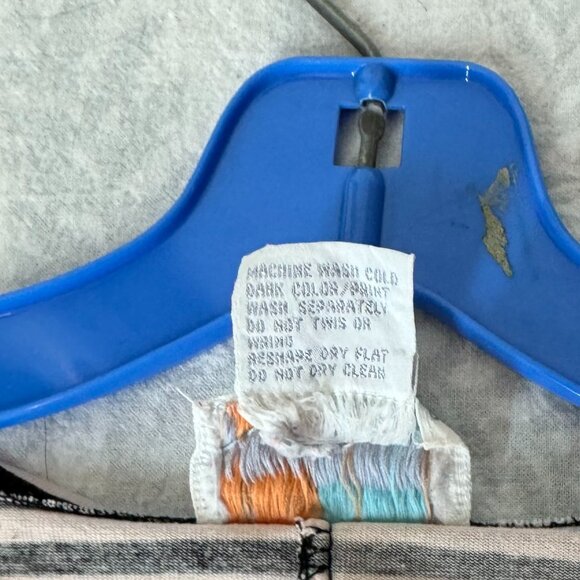 MACHINE WASH COLD
DARK COLOR/PRINT
WASH SEPARATELY
DO NOT TWIS OR
WRING
RESHAPE DRY FLAT
DO NOT DRY CLEAN